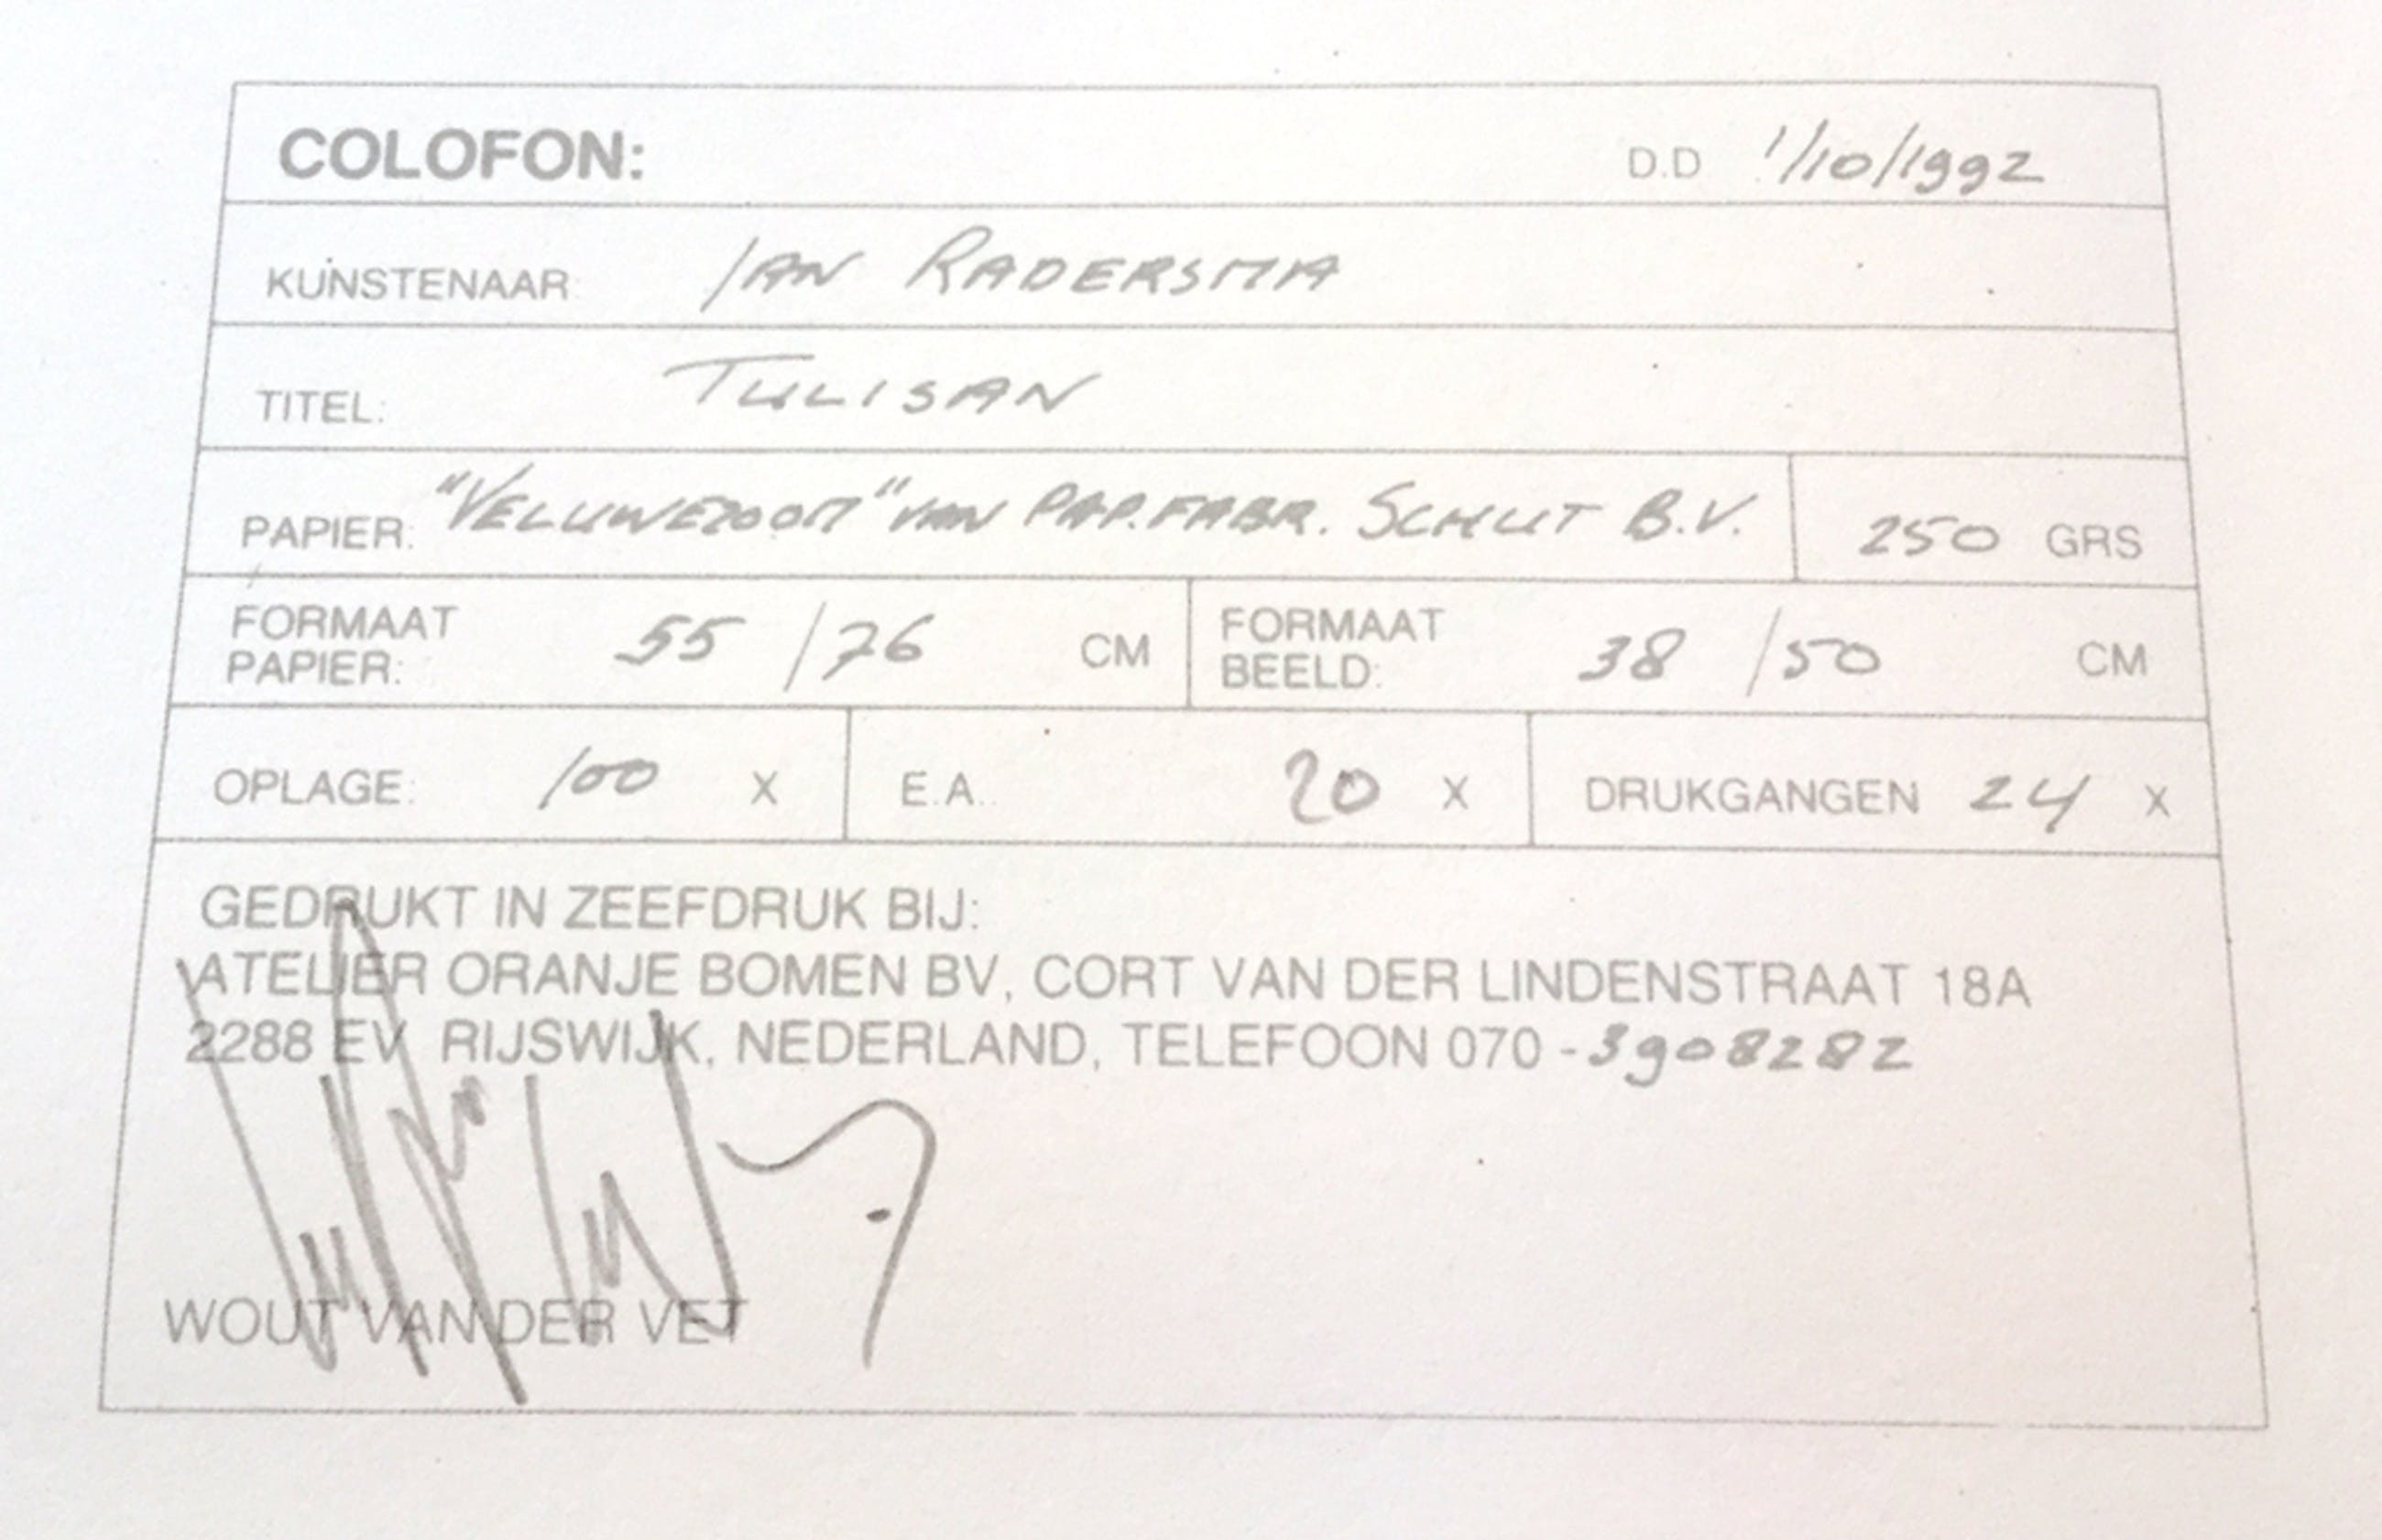 COLOFON: D.D 1/10/1992
KUNSTENAAR: JAN RADERSMA
TITEL: TULISAN
PAPIER: "VELUWEZOOM" VAN PAP.FABR. SCHUT B.V. 250 GRS
FORMAAT PAPIER: 55 / 76 CM FORMAAT BEELD: 38 / 50 CM
OPLAGE: 100 X E.A. 20 X DRUKGANGEN 24 X
GEDRUKT IN ZEEFDRUK BIJ:
ATELIER ORANJE BOMEN BV, CORT VAN DER LINDENSTRAAT 18A
2288 EV RIJSWIJK, NEDERLAND, TELEFOON 070 - 3908282
WOUT VAN DER VET